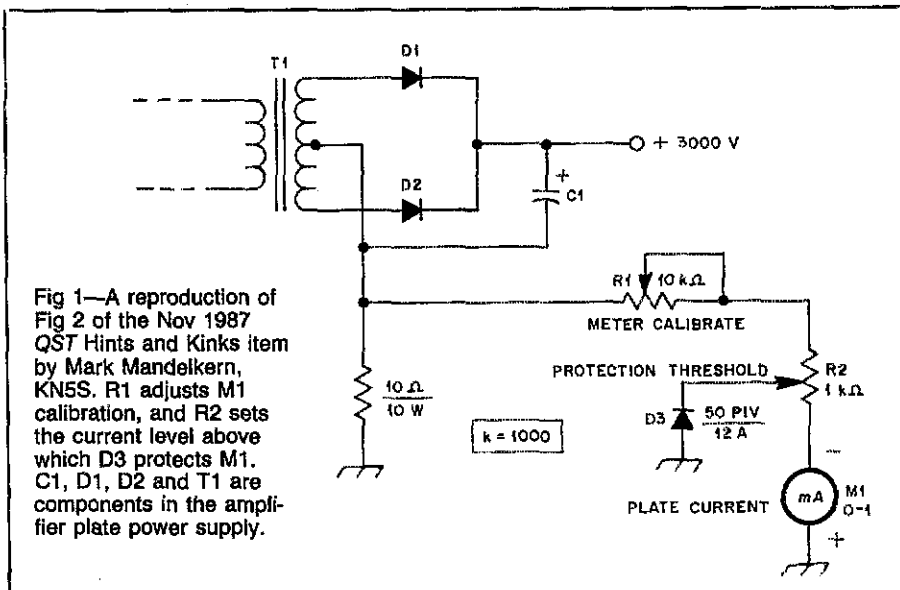 T1
D1
D2
+ 3000 V
+
C1
R1
10 kΩ
METER CALIBRATE
Fig 1—A reproduction of
Fig 2 of the Nov 1987
QST Hints and Kinks item
by Mark Mandelkern,
KN5S. R1 adjusts M1
calibration, and R2 sets
the current level above
which D3 protects M1.
C1, D1, D2 and T1 are
components in the ampli-
fier plate power supply.
10 Ω
10 W
k = 1000
PROTECTION THRESHOLD
R2
1 kΩ
D3
50 PIV
12 A
–
PLATE CURRENT
mA
M1
0-1
+